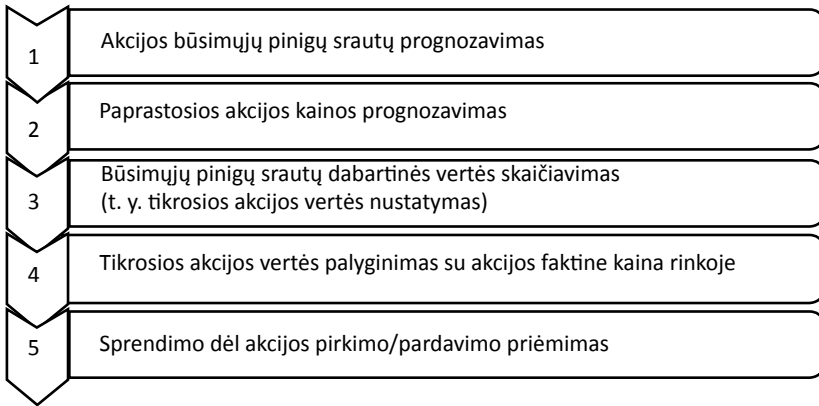 1
Akcijos būsimųjų pinigų srautų prognozavimas
2
Paprastosios akcijos kainos prognozavimas
3
Būsimųjų pinigų srautų dabartinės vertės skaičiavimas
(t. y. tikrosios akcijos vertės nustatymas)
4
Tikrosios akcijos vertės palyginimas su akcijos faktine kaina rinkoje
5
Sprendimo dėl akcijos pirkimo/pardavimo priėmimas